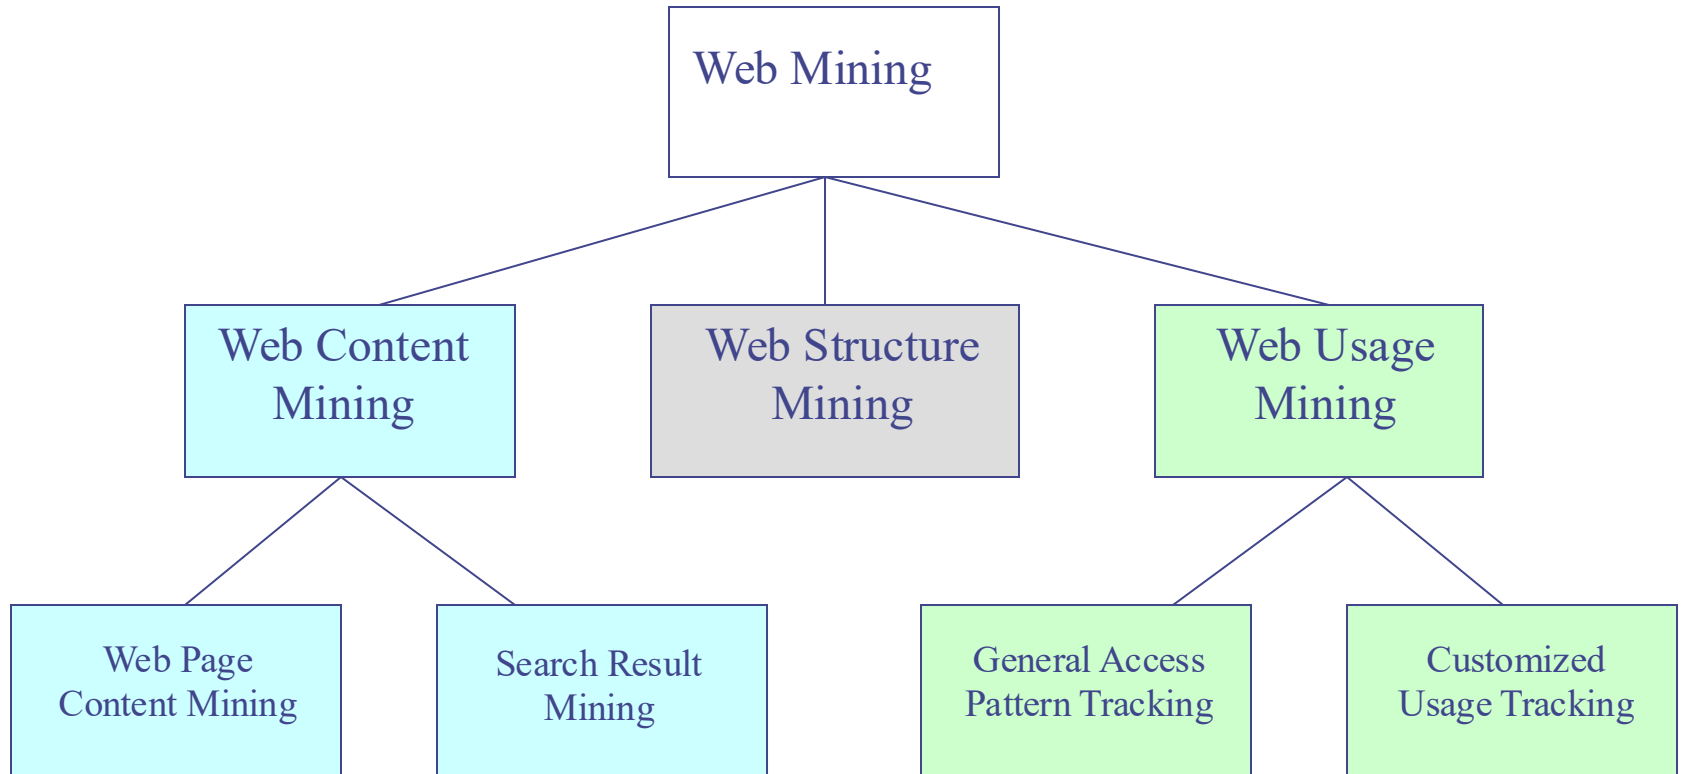 Web Mining
Web Content
Mining
Web Structure
Mining
Web Usage
Mining
Web Page
Content Mining
Search Result
Mining
General Access
Pattern Tracking
Customized
Usage Tracking